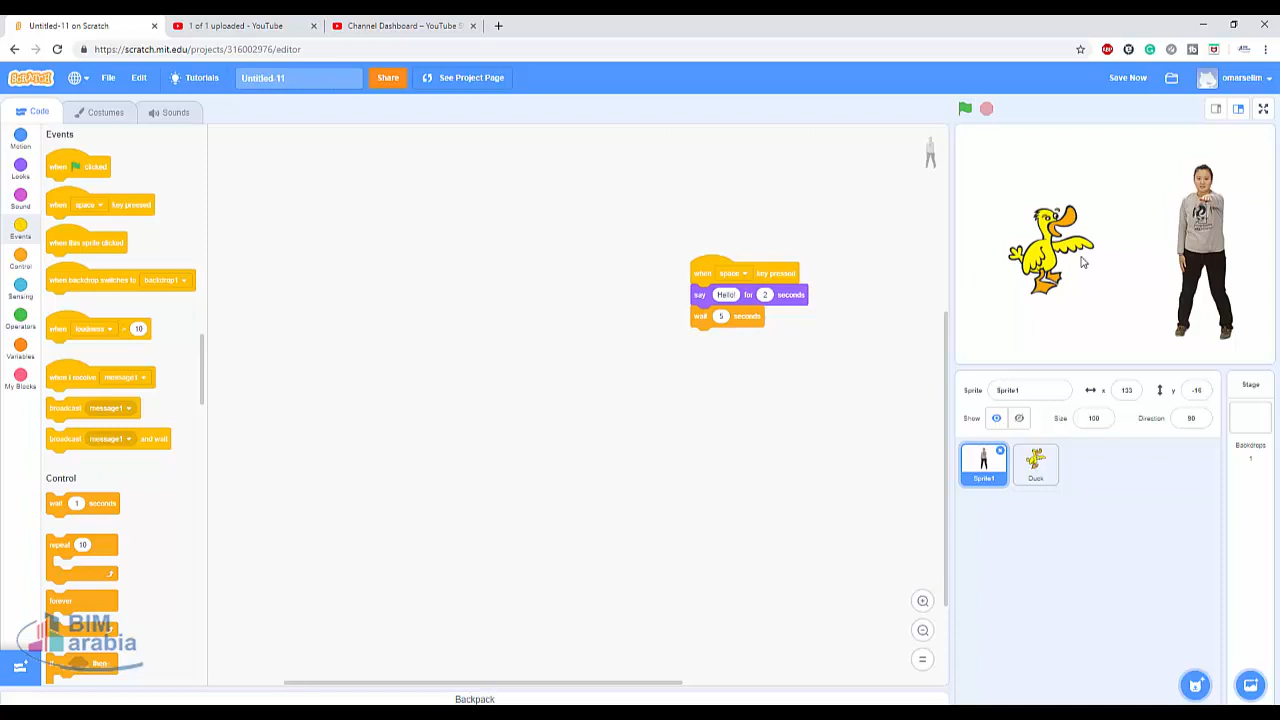 Untitled-11 on Scratch
1 of 1 uploaded - YouTube
Channel Dashboard - YouTube S
https://scratch.mit.edu/projects/316002976/editor
SCRATCH
File
Edit
Tutorials
Untitled-11
Share
See Project Page
Save Now
omarselim
Code
Costumes
Sounds
Motion
Looks
Sound
Events
Control
Sensing
Operators
Variables
My Blocks
Events
when clicked
when space key pressed
when this sprite clicked
when backdrop switches to backdrop1
when loudness > 10
when I receive message1
broadcast message1
broadcast message1 and wait
Control
wait 1 seconds
repeat 10
forever
if then
BIM
arabia
when space key pressed
say Hello! for 2 seconds
wait 5 seconds
Sprite Sprite1 x 133 y -16
Show Size 100 Direction 90
Sprite1
Duck
Stage
Backdrops
1
Backpack